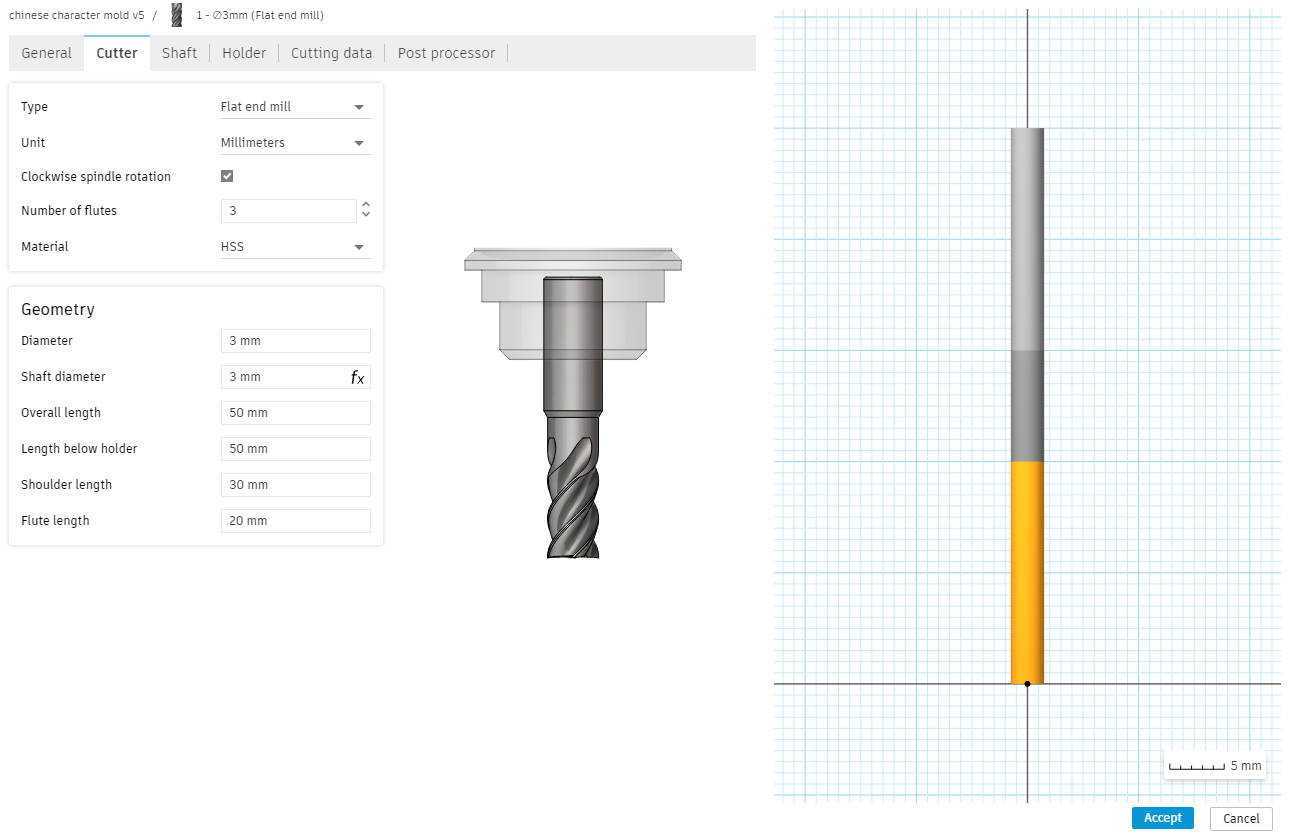 chinese character mold v5 / 1 - ∅3mm (Flat end mill)
General Cutter Shaft Holder Cutting data Post processor
Type Flat end mill
Unit Millimeters
Clockwise spindle rotation
Number of flutes 3
Material HSS
Geometry
Diameter 3 mm
Shaft diameter 3 mm fx
Overall length 50 mm
Length below holder 50 mm
Shoulder length 30 mm
Flute length 20 mm
5 mm
Accept Cancel